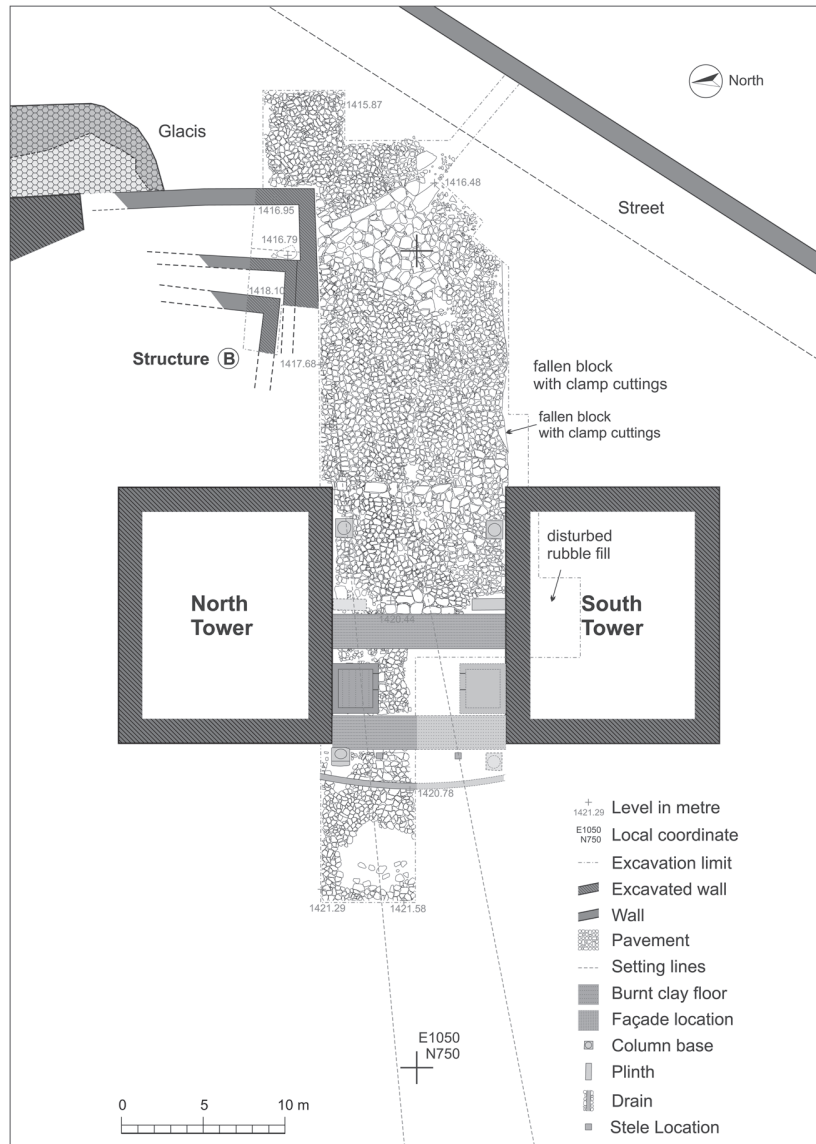 1415.87
North
Glacis
1416.48
Street
1416.95
1416.79
1418.10
Structure B
1417.68
fallen block
with clamp cuttings
fallen block
with clamp cuttings
disturbed
rubble fill
North
Tower
South
Tower
1420.44
1420.78
1421.29
1421.58
E1050
N750
0
5
10 m
1421.29
Level in metre
E1050
N750
Local coordinate
Excavation limit
Excavated wall
Wall
Pavement
Setting lines
Burnt clay floor
Façade location
Column base
Plinth
Drain
Stele Location